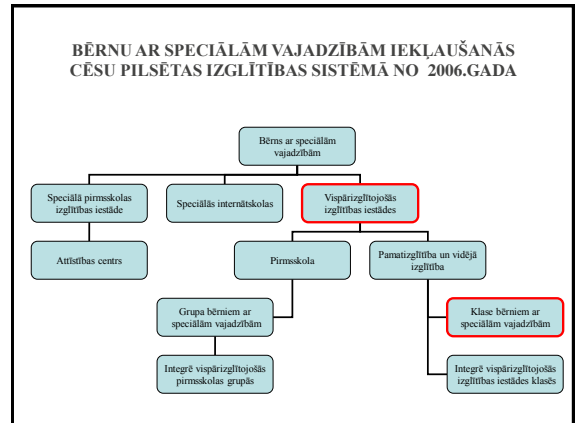 BĒRNU AR SPECIĀLĀM VAJADZĪBĀM IEKĻAUŠANĀS
CĒSU PILSĒTAS IZGLĪTĪBAS SISTĒMĀ NO 2006.GADA
Bērns ar speciālām
vajadzībām
Speciālā pirmsskolas
izglītības iestāde
Speciālās internātskolas
Vispārizglītojošās
izglītības iestādes
Attīstības centrs
Pirmsskola
Pamatizglītība un vidējā
izglītība
Grupa bērniem ar
speciālām vajadzībām
Klase bērniem ar
speciālām vajadzībām
Integrē vispārizglītojošās
pirmsskolas grupās
Integrē vispārizglītojošās
izglītības iestādes klasēs